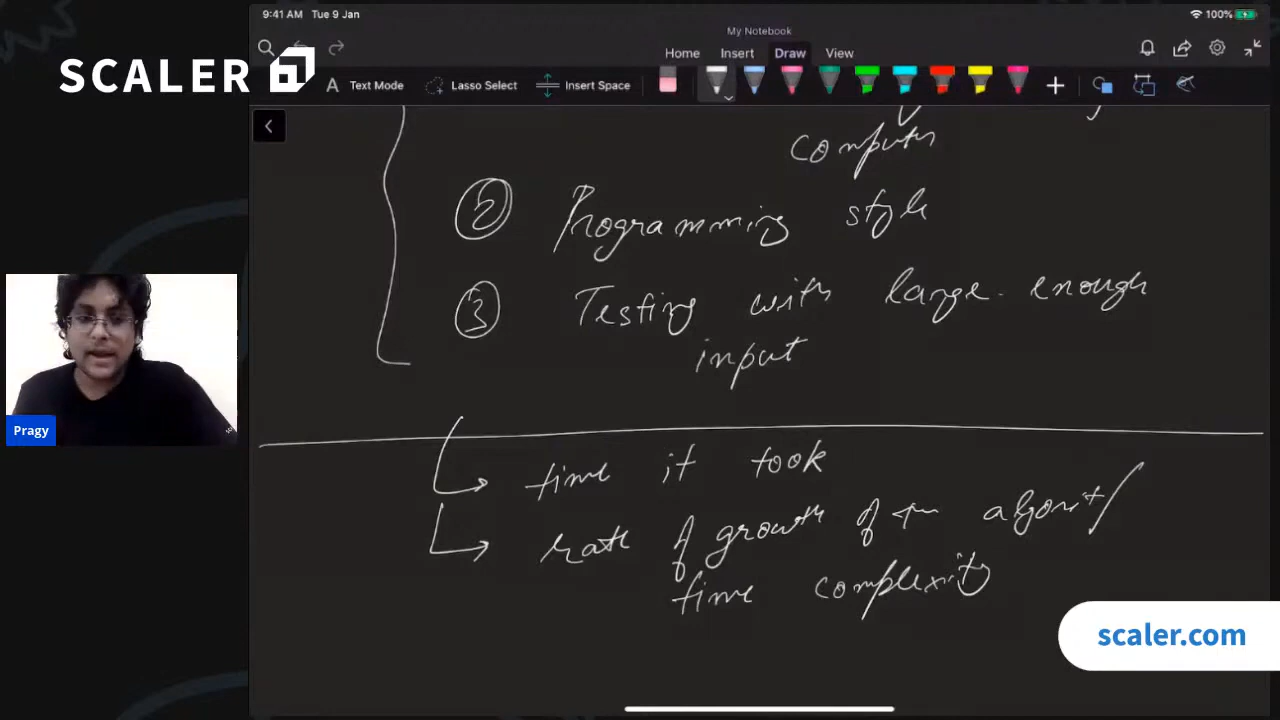 9:41 AM Tue 9 Jan
100%
My Notebook
SCALER
Home Insert Draw View
Text Mode Lasso Select Insert Space
computer
2 Programming style
3 Testing with large enough
input
time it took
rate of growth of the algorit/
time complexity
Pragy
scaler.com